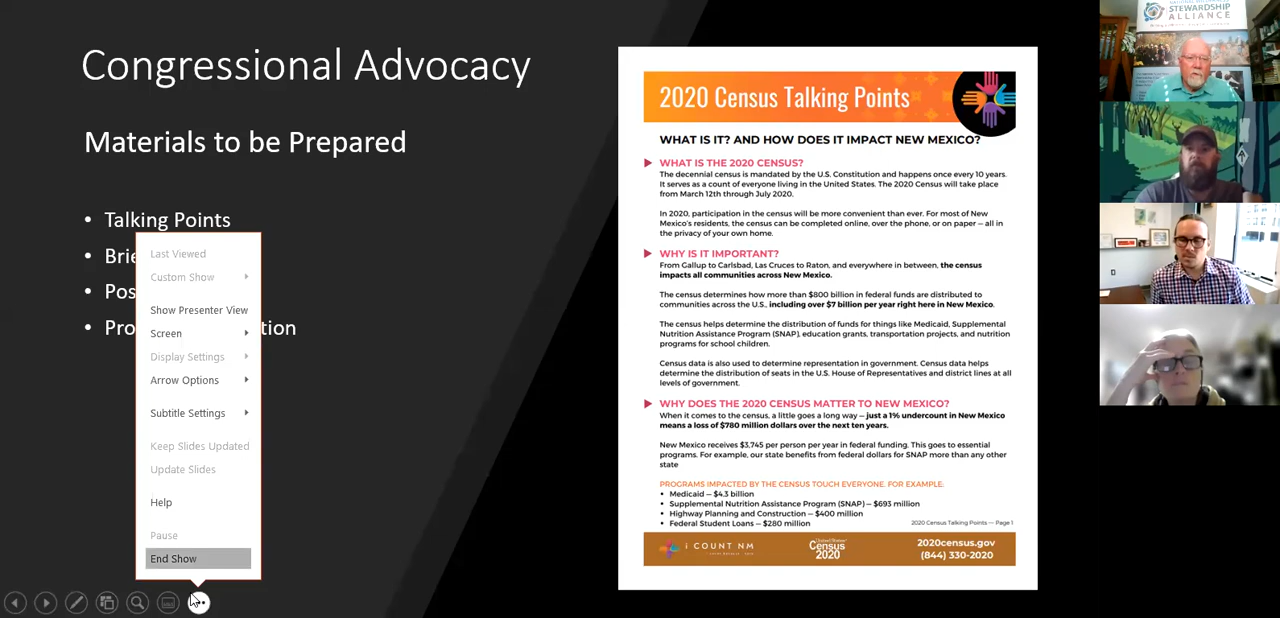 Congressional Advocacy
Materials to be Prepared
• Talking Points
• Brie
• Pos
• Pro
tion
Last Viewed
Custom Show
Show Presenter View
Screen
Display Settings
Arrow Options
Subtitle Settings
Keep Slides Updated
Update Slides
Help
Pause
End Show
2020 Census Talking Points
WHAT IS IT? AND HOW DOES IT IMPACT NEW MEXICO?
WHAT IS THE 2020 CENSUS?
The decennial census is mandated by the U.S. Constitution and happens once every 10 years.
It serves as a count of everyone living in the United States. The 2020 Census will take place
from March 12th through July 2020.
In 2020, participation in the census will be more convenient than ever. For most of New
Mexico's residents, the census can be completed online, over the phone, or on paper — all in
the privacy of your own home.
WHY IS IT IMPORTANT?
From Gallup to Carlsbad, Las Cruces to Raton, and everywhere in between, the census
impacts all communities across New Mexico.
The census determines how more than $800 billion in federal funds are distributed to
communities across the U.S., including over $7 billion per year right here in New Mexico.
The census helps determine the distribution of funds for things like Medicaid, Supplemental
Nutrition Assistance Program (SNAP), education grants, transportation projects, and nutrition
programs for school children.
Census data is also used to determine representation in government. Census data helps
determine the distribution of seats in the U.S. House of Representatives and district lines at all
levels of government.
WHY DOES THE 2020 CENSUS MATTER TO NEW MEXICO?
When it comes to the census, a little goes a long way — just a 1% undercount in New Mexico
means a loss of $780 million dollars over the next ten years.
New Mexico receives $3,745 per person per year in federal funding. This goes to essential
programs. For example, our state benefits from federal dollars for SNAP more than any other
state
PROGRAMS IMPACTED BY THE CENSUS TOUCH EVERYONE. FOR EXAMPLE:
• Medicaid — $4.3 billion
• Supplemental Nutrition Assistance Program (SNAP) — $693 million
• Highway Planning and Construction — $400 million
• Federal Student Loans — $280 million
2020 Census Talking Points — Page 1
i COUNT NM
United States
Census
2020
2020census.gov
(844) 330-2020
STEWARDSHIP
ALLIANCE